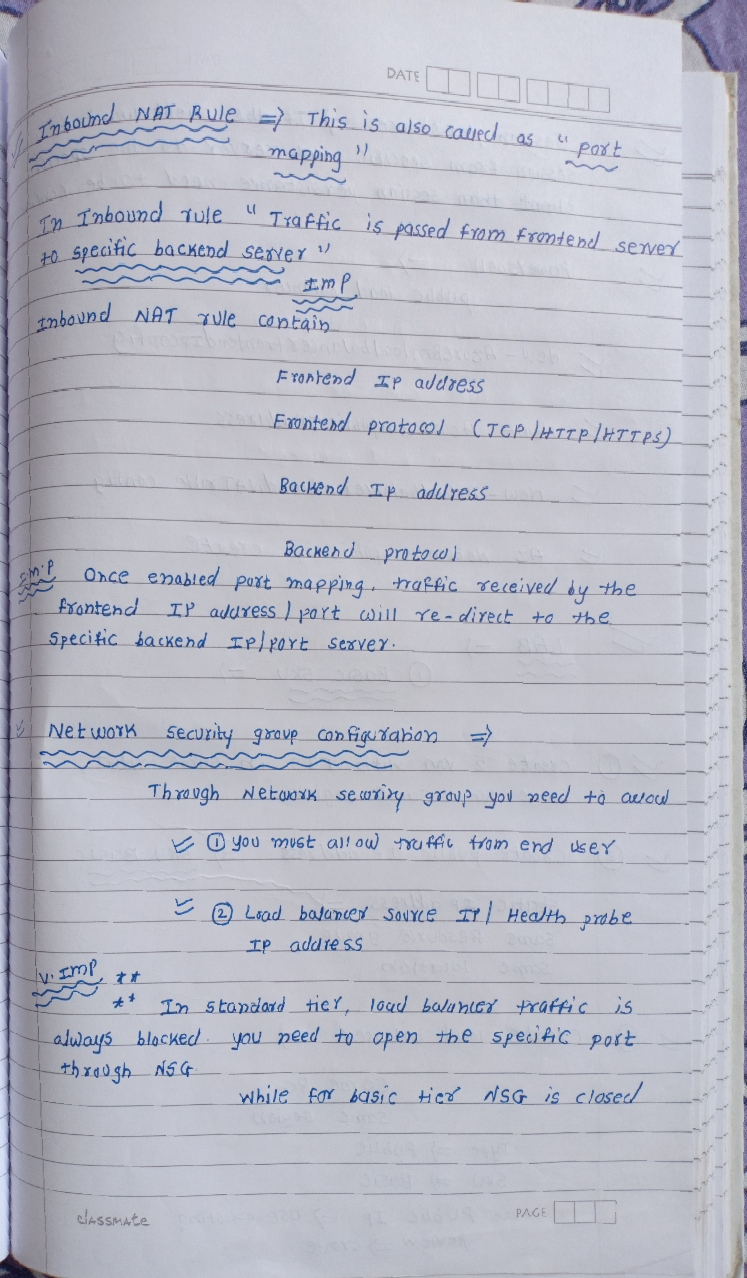 DATE
Inbound NAT Rule => This is also called as " port
mapping "
In Inbound rule " Traffic is passed from frontend server
to specific backend server "
IMP
Inbound NAT rule contain
Frontend IP address
Frontend protocol (TCP/HTTP/HTTPS)
Backend IP address
Backend protocol
I.M.P Once enabled port mapping, traffic received by the
frontend IP address / port will re-direct to the
specific backend IP/port server.
Network security group configuration =>
Through Network security group you need to allow
① you must allow traffic from end user
② Load balancer source IP/ Health probe
IP address
V. IMP **
** In standard tier, load balancer traffic is
always blocked. you need to open the specific port
through NSG.
while for basic tier NSG is closed
classmate
PAGE